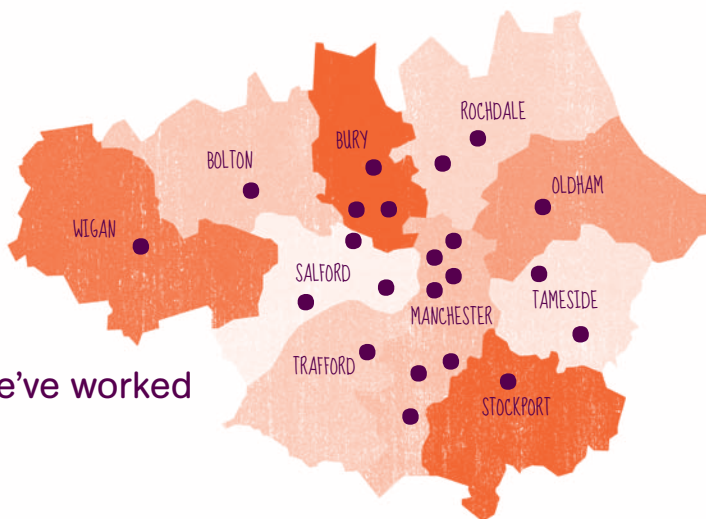 ROCHDALE
BURY
BOLTON
OLDHAM
WIGAN
SALFORD
TAMESIDE
MANCHESTER
TRAFFORD
e've worked
STOCKPORT